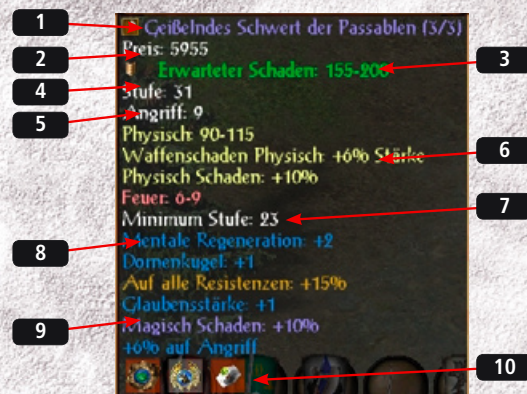 1
Geißelndes Schwert der Passablen (3/3)
2
Preis: 5955
Erwarteter Schaden: 155-200
3
4
Stufe: 31
5
Angriff: 9
Physisch: 90-115
Waffenschaden Physisch: +6% Stärke
6
Physisch Schaden: +10%
Feuer: 6-9
7
Minimum Stufe: 23
8
Mentale Regeneration: +2
Dornenkugel: +1
Auf alle Resistenzen: +15%
Glaubensstärke: +1
9
Magisch Schaden: +10%
+6% auf Angriff
10